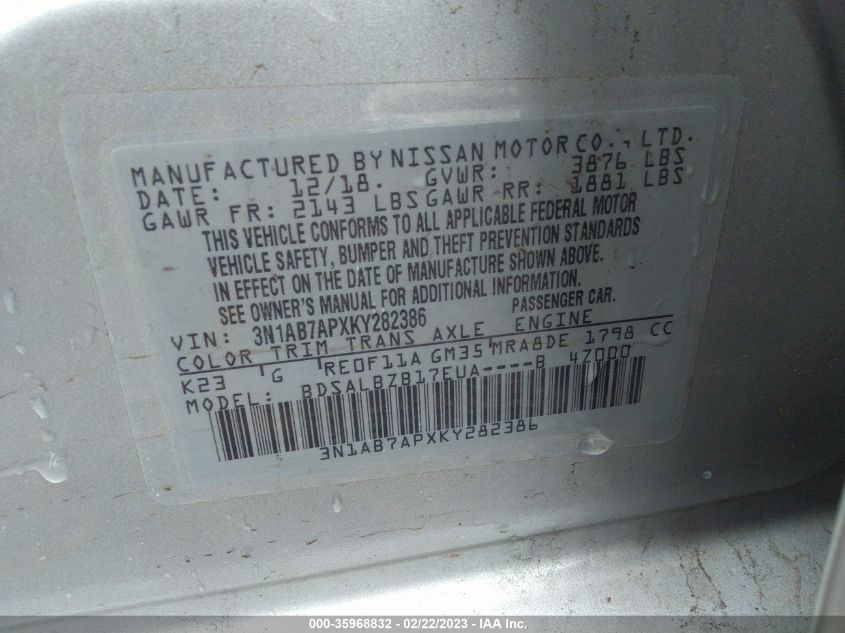 MANUFACTURED BY NISSAN MOTOR CO., LTD.
DATE: 12/18. GVWR: 3876 LBS
GAWR FR: 2143 LBS GAWR RR: 1881 LBS
THIS VEHICLE CONFORMS TO ALL APPLICABLE FEDERAL MOTOR
VEHICLE SAFETY, BUMPER AND THEFT PREVENTION STANDARDS
IN EFFECT ON THE DATE OF MANUFACTURE SHOWN ABOVE.
SEE OWNER'S MANUAL FOR ADDITIONAL INFORMATION.
VIN: 3N1AB7APXKY282386 PASSENGER CAR.
COLOR TRIM TRANS AXLE ENGINE
K23 G RE0F11A GM35 MRA8DE 1798 CC
MODEL: BDSALBZB17EUA----B 4Z000
3N1AB7APXKY282386
000-35968832 - 02/22/2023 - © IAA Inc.